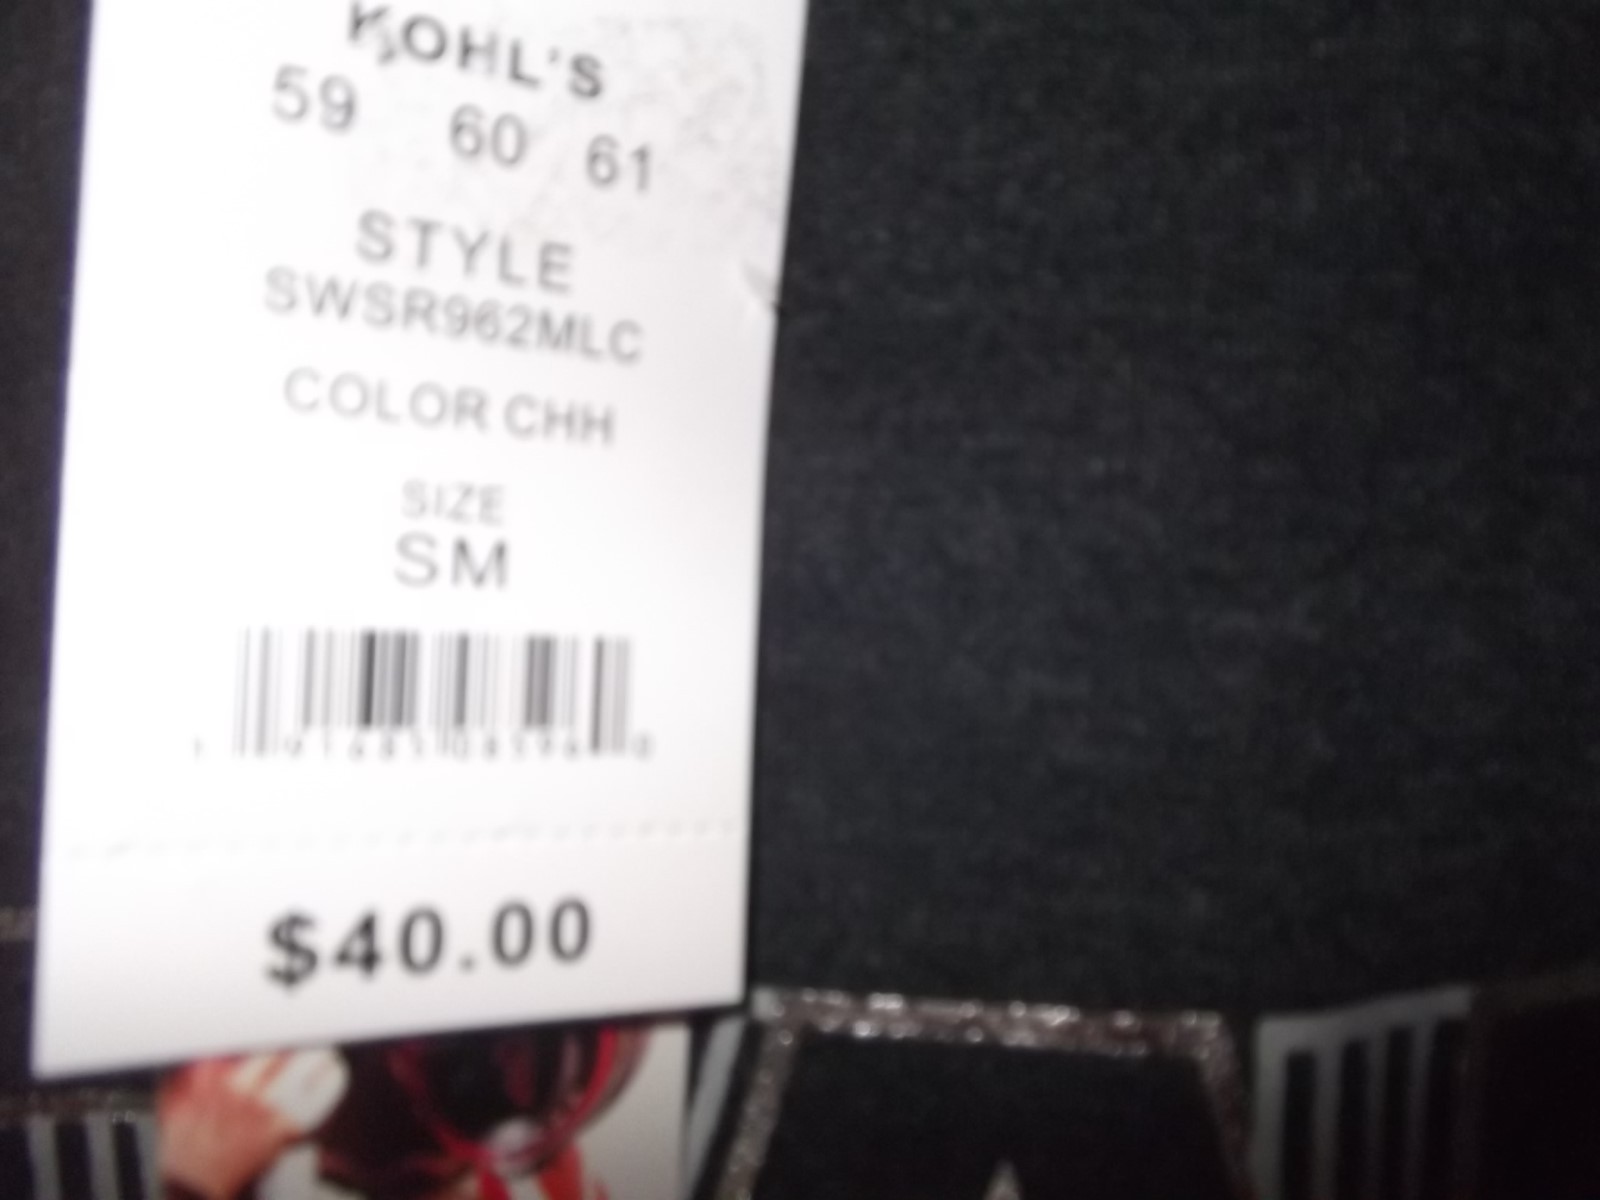 KOHL'S
59 60 61
STYLE
SWSR962MLC
COLOR CHH
SIZE
SM
$40.00